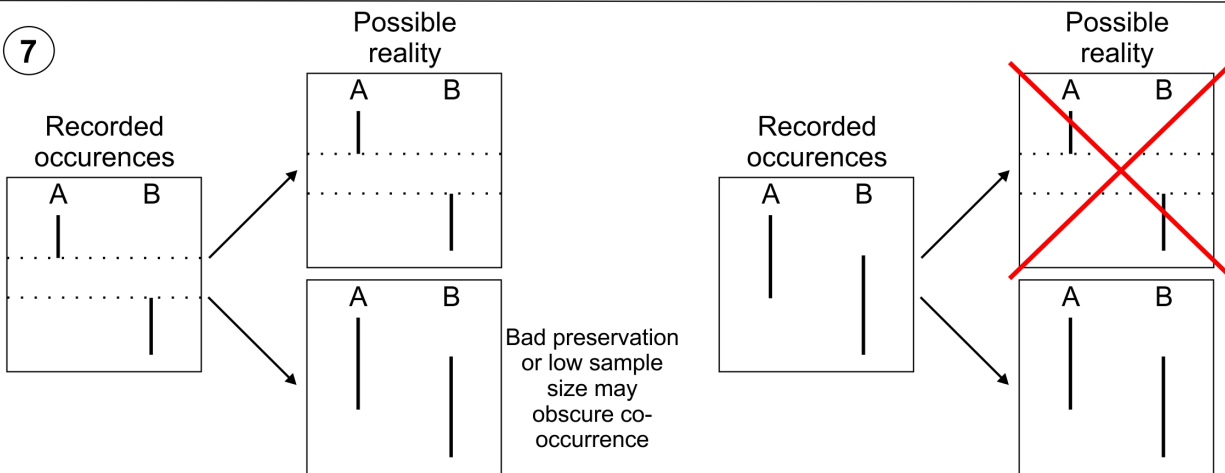 7
Possible
reality
A B
Recorded
occurences
A B
A B
Bad preservation
or low sample
size may
obscure co-
occurrence
Possible
reality
A B
Recorded
occurences
A B
A B